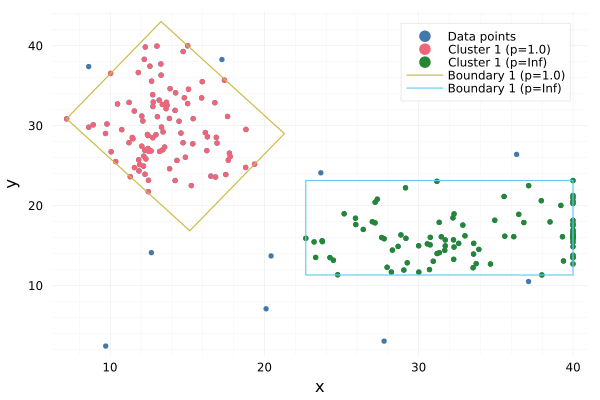 Data points
Cluster 1 (p=1.0)
Cluster 1 (p=Inf)
Boundary 1 (p=1.0)
Boundary 1 (p=Inf)
40
30
20
10
y
10 20 30 40
x